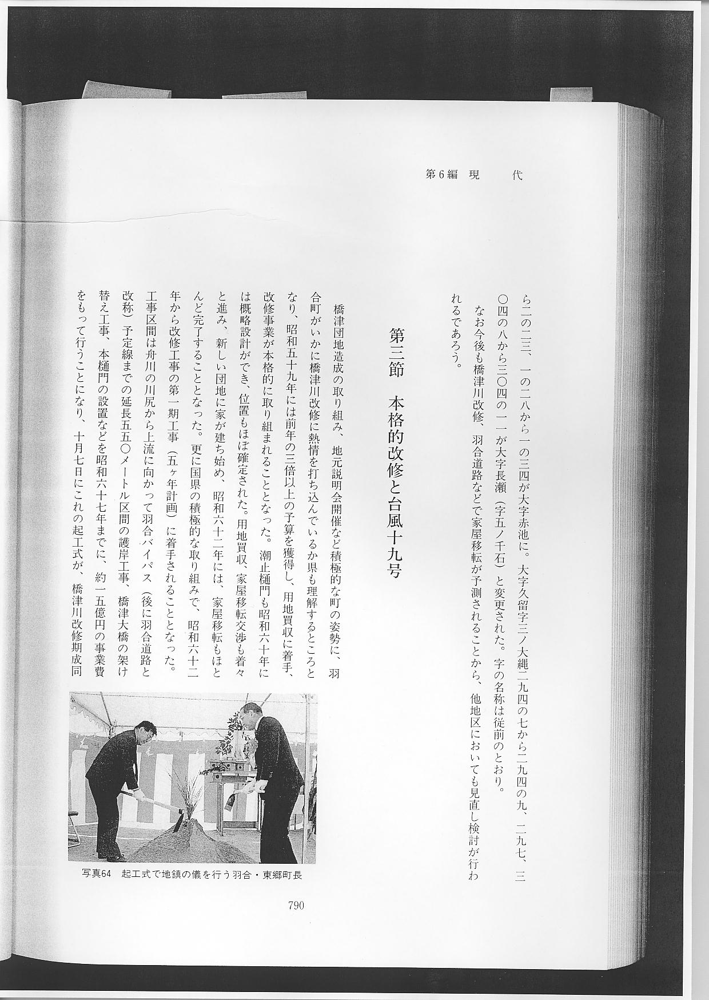 第6編　現　　代
ら二の二三、一の二八から一の三四が大字赤池に。大字久留字三ノ大縄二九四の七から二九四の九、二九七、三
〇四の八から三〇四の一一が大字長瀬（字五ノ千石）と変更された。字の名称は従前のとおり。
なお今後も橋津川改修、羽合道路などで家屋移転が予測されることから、他地区においても見直し検討が行わ
れるであろう。
第三節　本格的改修と台風十九号
橋津団地造成の取り組み、地元説明会開催など積極的な町の姿勢に、羽
合町がいかに橋津川改修に熱情を打ち込んでいるか県も理解するところと
なり、昭和五十九年には前年の三倍以上の予算を獲得し、用地買収に着手、
改修事業が本格的に取り組まれることとなった。潮止樋門も昭和六十年に
は概略設計ができ、位置もほぼ確定された。用地買収、家屋移転交渉も着々
と進み、新しい団地に家が建ち始め、昭和六十二年には、家屋移転もほと
んど完了することとなった。更に国県の積極的な取り組みで、昭和六十二
年から改修工事の第一期工事（五ヶ年計画）に着手されることとなった。
工事区間は舟川の川尻から上流に向かって羽合バイパス（後に羽合道路と
改称）予定線までの延長五五〇メートル区間の護岸工事、橋津大橋の架け
替え工事、本樋門の設置などを昭和六十七年までに、約一五億円の事業費
をもって行うことになり、十月七日にこれの起工式が、橋津川改修期成同
写真64　起工式で地鎮の儀を行う羽合・東郷町長
790